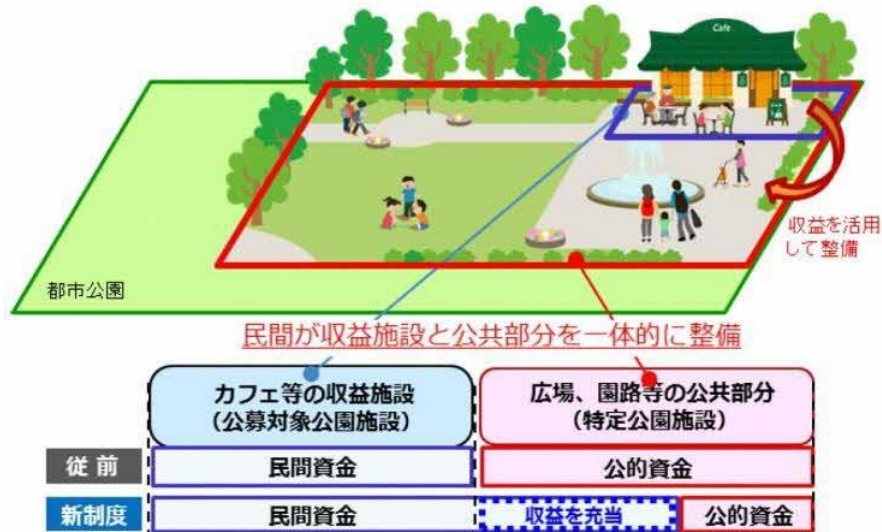 Cafe
収益を活用
して整備
都市公園
民間が収益施設と公共部分を一体的に整備
カフェ等の収益施設
（公募対象公園施設）
広場、園路等の公共部分
（特定公園施設）
従前
民間資金
公的資金
新制度
民間資金
収益を充当
公的資金